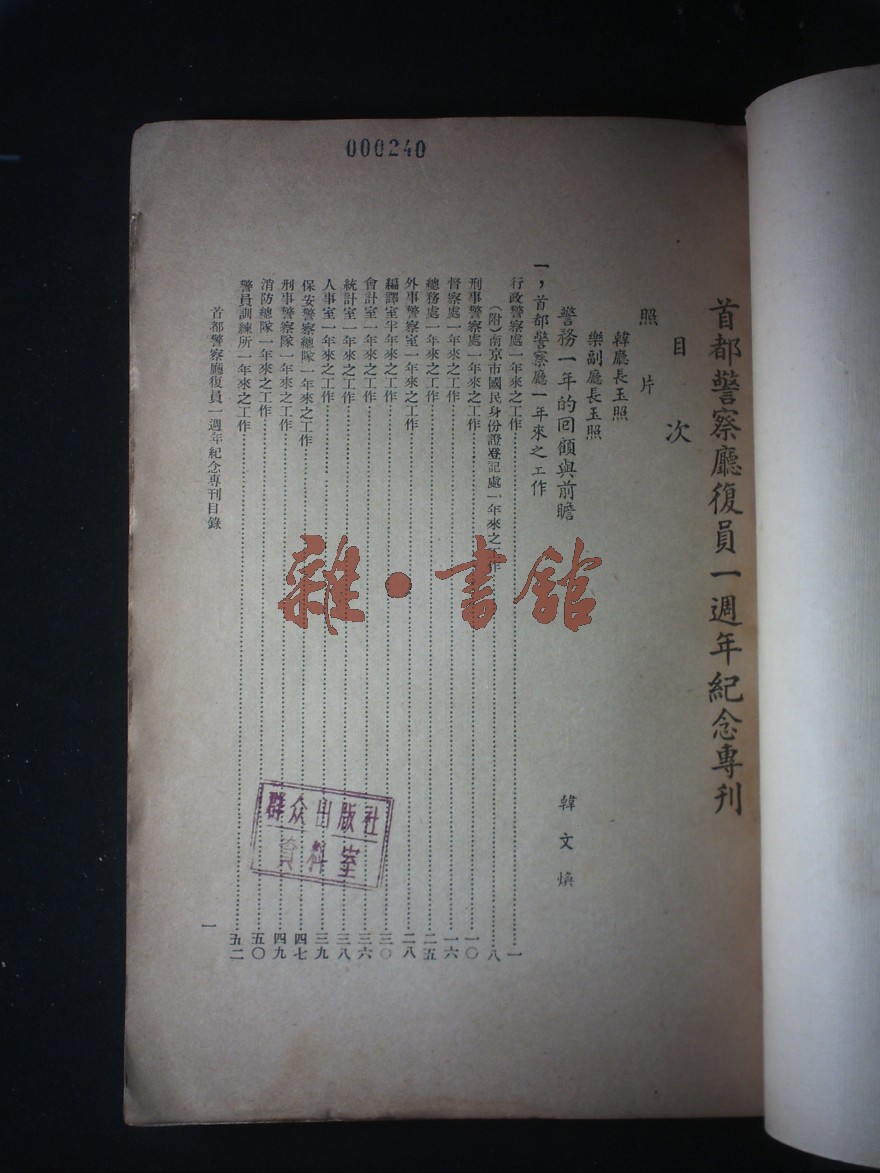 000240
首都警察廳復員一週年紀念專刊
目次
照片
韓廳長玉照
樂副廳長玉照
警務一年的回顧與前瞻 韓文煥
一，首都警察廳一年來之工作
行政警察處一年來之工作 一
（附）南京市國民身份證登記處一年來之工作 八
刑事警察處一年來之工作 一〇
督察處一年來之工作 一六
總務處一年來之工作 二五
外事警察室一年來之工作 二八
編譯室半年來之工作 三〇
會計室一年來之工作 三六
統計室一年來之工作 三八
人事室一年來之工作 三九
保安警察總隊一年來之工作 四七
刑事警察隊一年來之工作 四九
消防總隊一年來之工作 五〇
警員訓練所一年來之工作 五二
首都警察廳復員一週年紀念專刊目錄 一
雜·書館
群众出版社
資料室